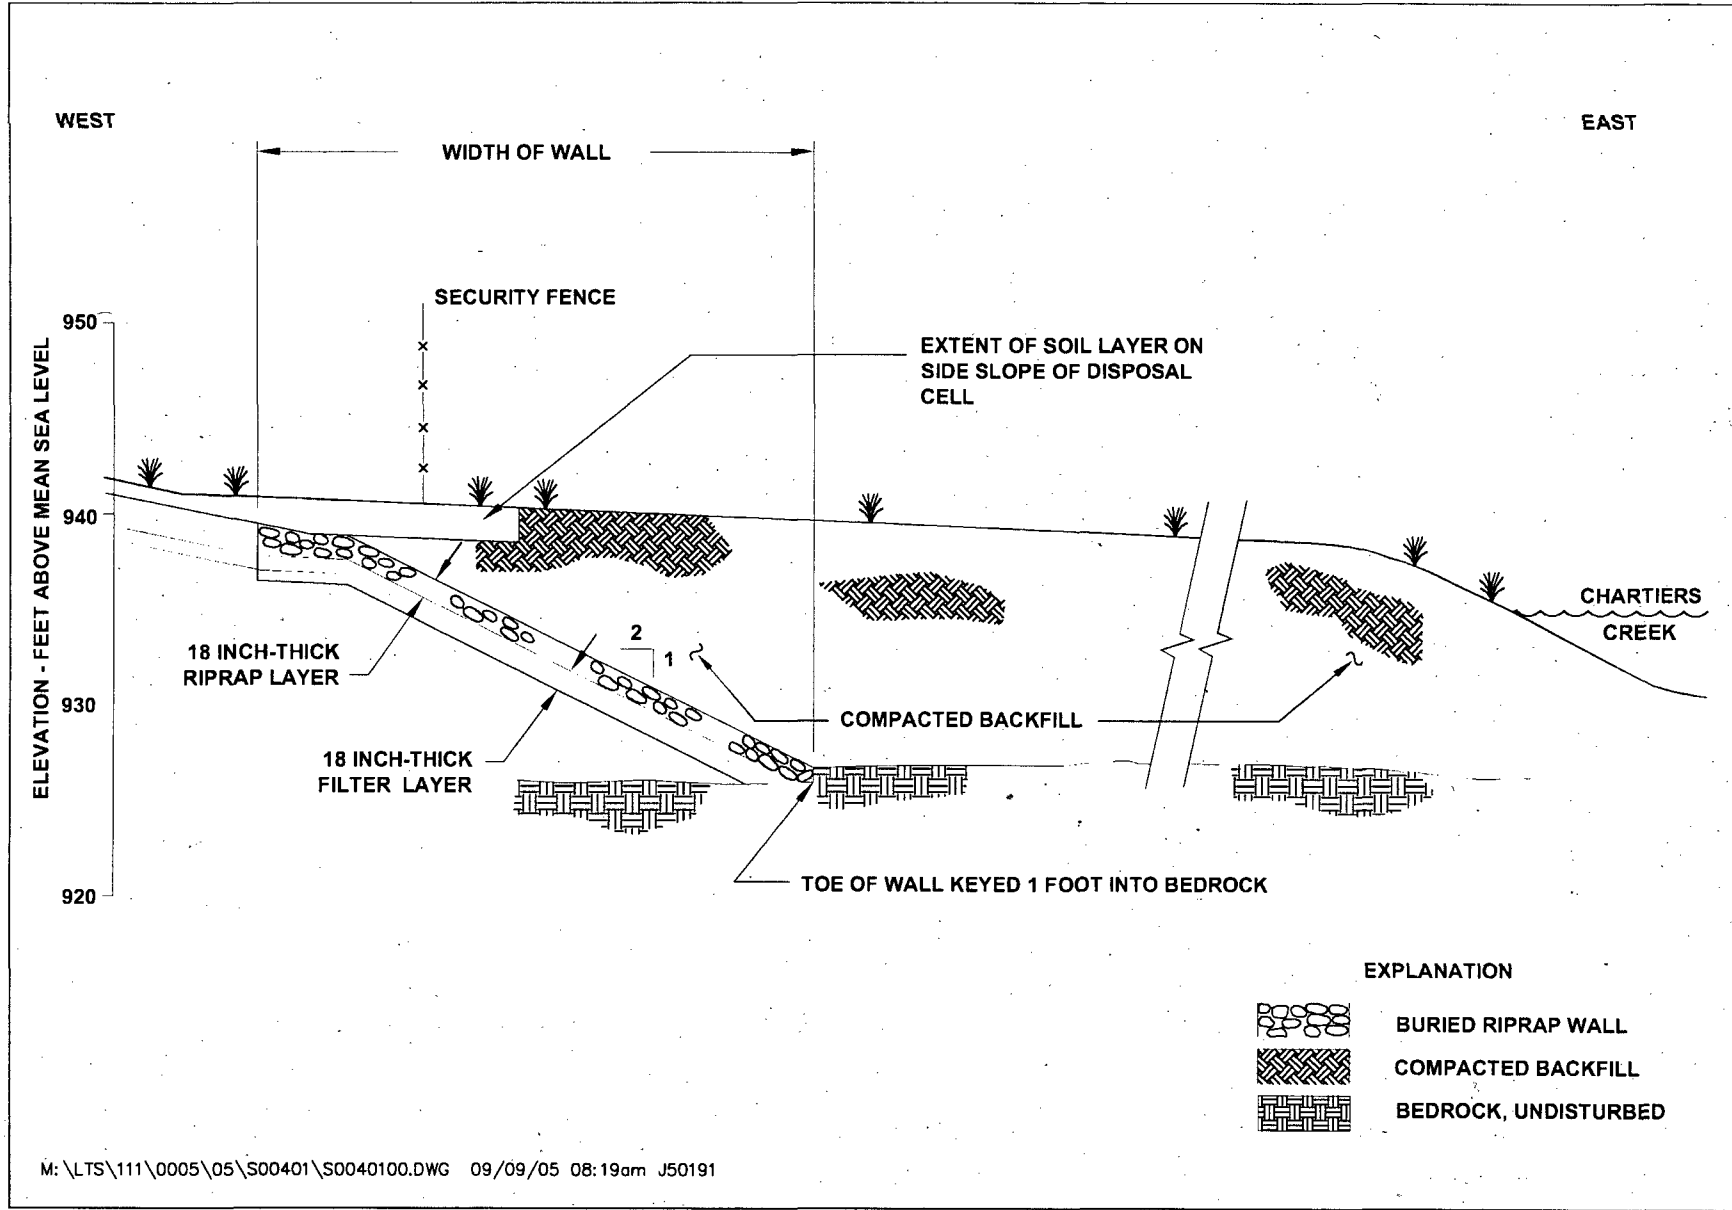 WEST
EAST
WIDTH OF WALL
SECURITY FENCE
950
EXTENT OF SOIL LAYER ON
SIDE SLOPE OF DISPOSAL
CELL
ELEVATION - FEET ABOVE MEAN SEA LEVEL
940
CHARTIERS
CREEK
2
1
18 INCH-THICK
RIPRAP LAYER
930
COMPACTED BACKFILL
18 INCH-THICK
FILTER LAYER
TOE OF WALL KEYED 1 FOOT INTO BEDROCK
920
EXPLANATION
BURIED RIPRAP WALL
COMPACTED BACKFILL
BEDROCK, UNDISTURBED
M:\LTS\111\0005\05\S00401\S0040100.DWG 09/09/05 08:19am J50191